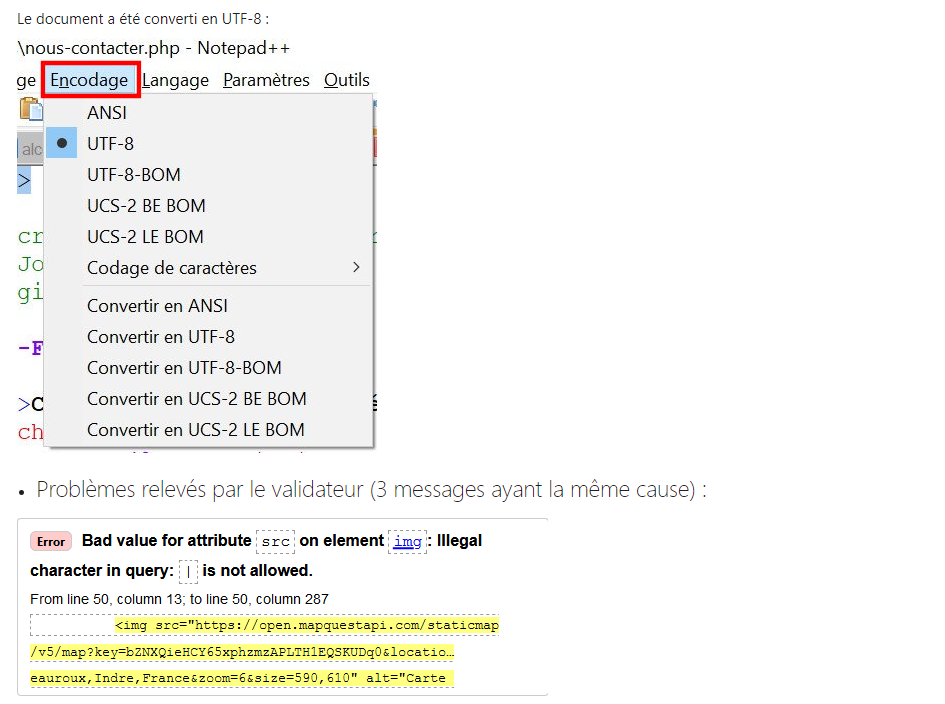 Le document a été converti en UTF-8 :
\nous-contacter.php - Notepad++
ge Encodage Langage Paramètres Outils
ANSI
alc
UTF-8
>
UTF-8-BOM
UCS-2 BE BOM
cr
UCS-2 LE BOM
Jo
Codage de caractères >
gi
Convertir en ANSI
Convertir en UTF-8
-F
Convertir en UTF-8-BOM
>C
Convertir en UCS-2 BE BOM
ch
Convertir en UCS-2 LE BOM
• Problèmes relevés par le validateur (3 messages ayant la même cause) :
Error Bad value for attribute src on element img: Illegal
character in query: | is not allowed.
From line 50, column 13; to line 50, column 287
<img src="https://open.mapquestapi.com/staticmap
/v5/map?key=bZNXQieHCY65xphzmzAPLTH1EQSKUDq0&locatio…
eauroux,Indre,France&zoom=6&size=590,610" alt="Carte